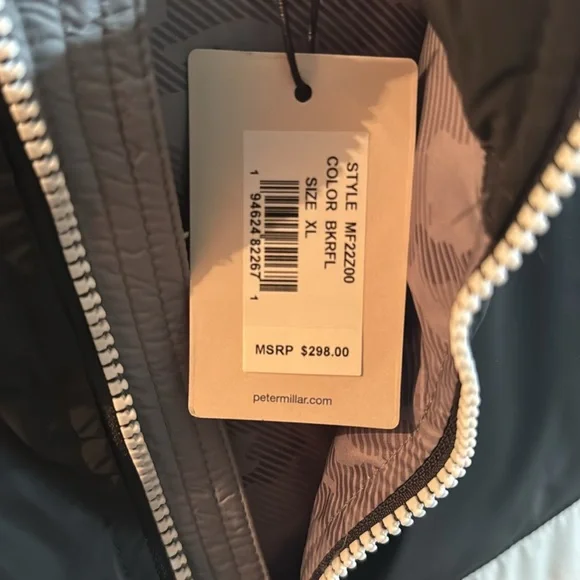 STYLE MF22Z00
COLOR BKRFL
SIZE XL
1 94624 82267 1
MSRP $298.00
petermillar.com